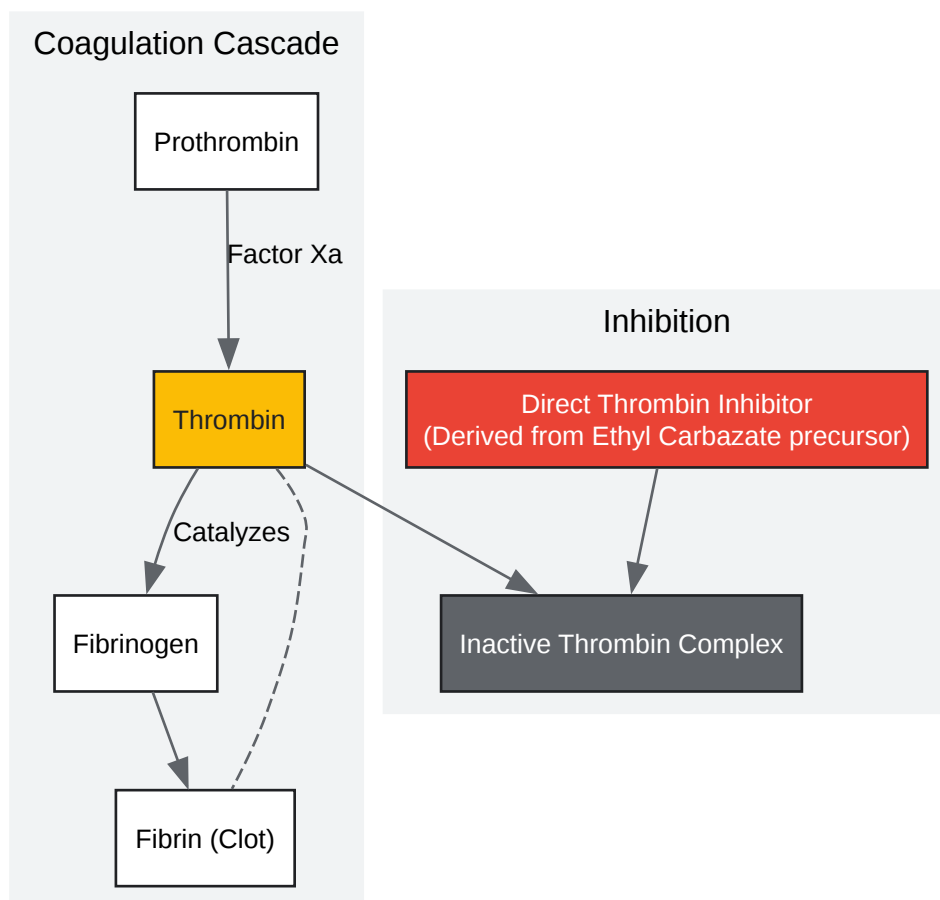 Coagulation Cascade
Prothrombin
Factor Xa
Inhibition
Thrombin
Direct Thrombin Inhibitor
(Derived from Ethyl Carbazate precursor)
Catalyzes
Fibrinogen
Inactive Thrombin Complex
Fibrin (Clot)